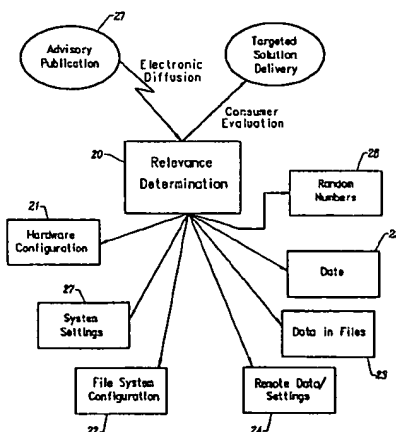 27
Advisory
Publication
Targeted
Solution
Delivery
Electronic
Diffusion
Consumer
Evaluation
20
Relevance
Determination
28
Random
Numbers
21
Hardware
Configuration
2
Date
27
System
Settings
Data in Files
23
File System
Configuration
22
Remote Data/
Settings
24